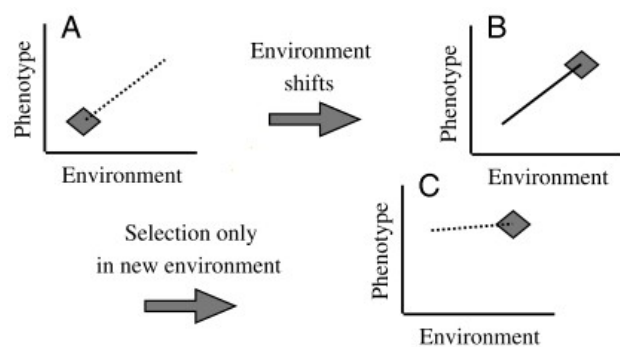 A
Phenotype
Environment
Environment
shifts
B
Phenotype
Environment
Selection only
in new environment
C
Phenotype
Environment